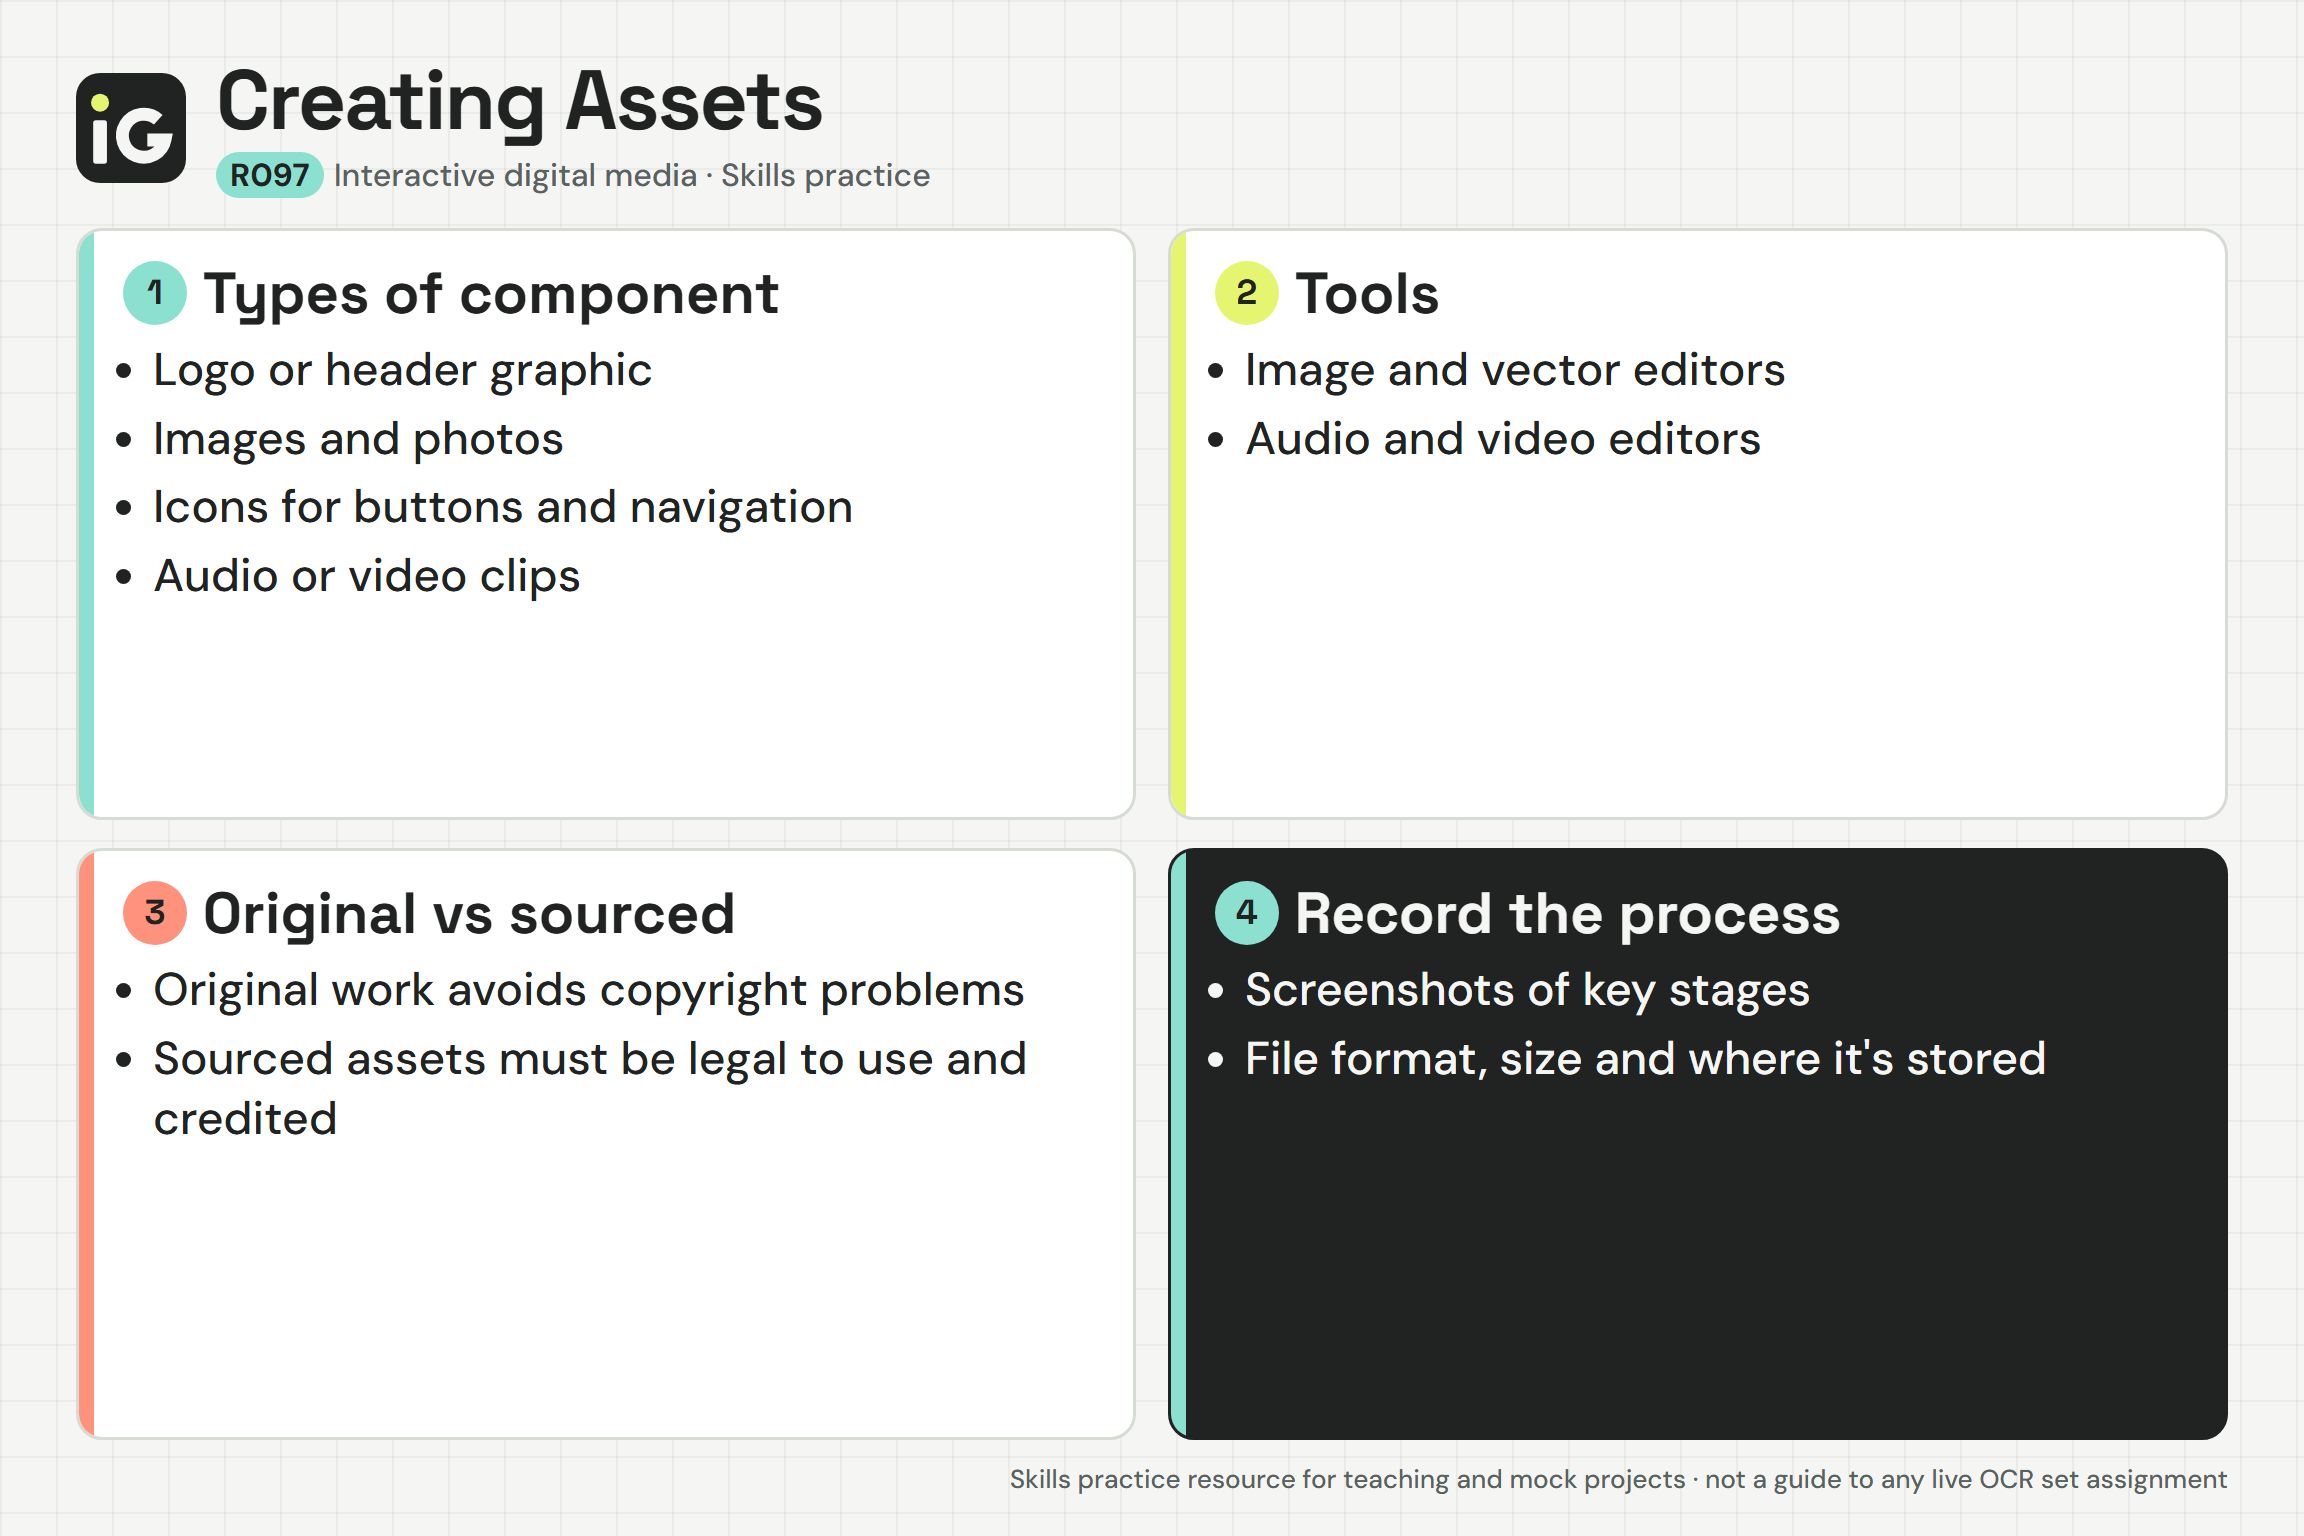 iG
Creating Assets
R097 Interactive digital media · Skills practice
1 Types of component
• Logo or header graphic
• Images and photos
• Icons for buttons and navigation
• Audio or video clips
2 Tools
• Image and vector editors
• Audio and video editors
3 Original vs sourced
• Original work avoids copyright problems
• Sourced assets must be legal to use and
credited
4 Record the process
• Screenshots of key stages
• File format, size and where it's stored
Skills practice resource for teaching and mock projects · not a guide to any live OCR set assignment